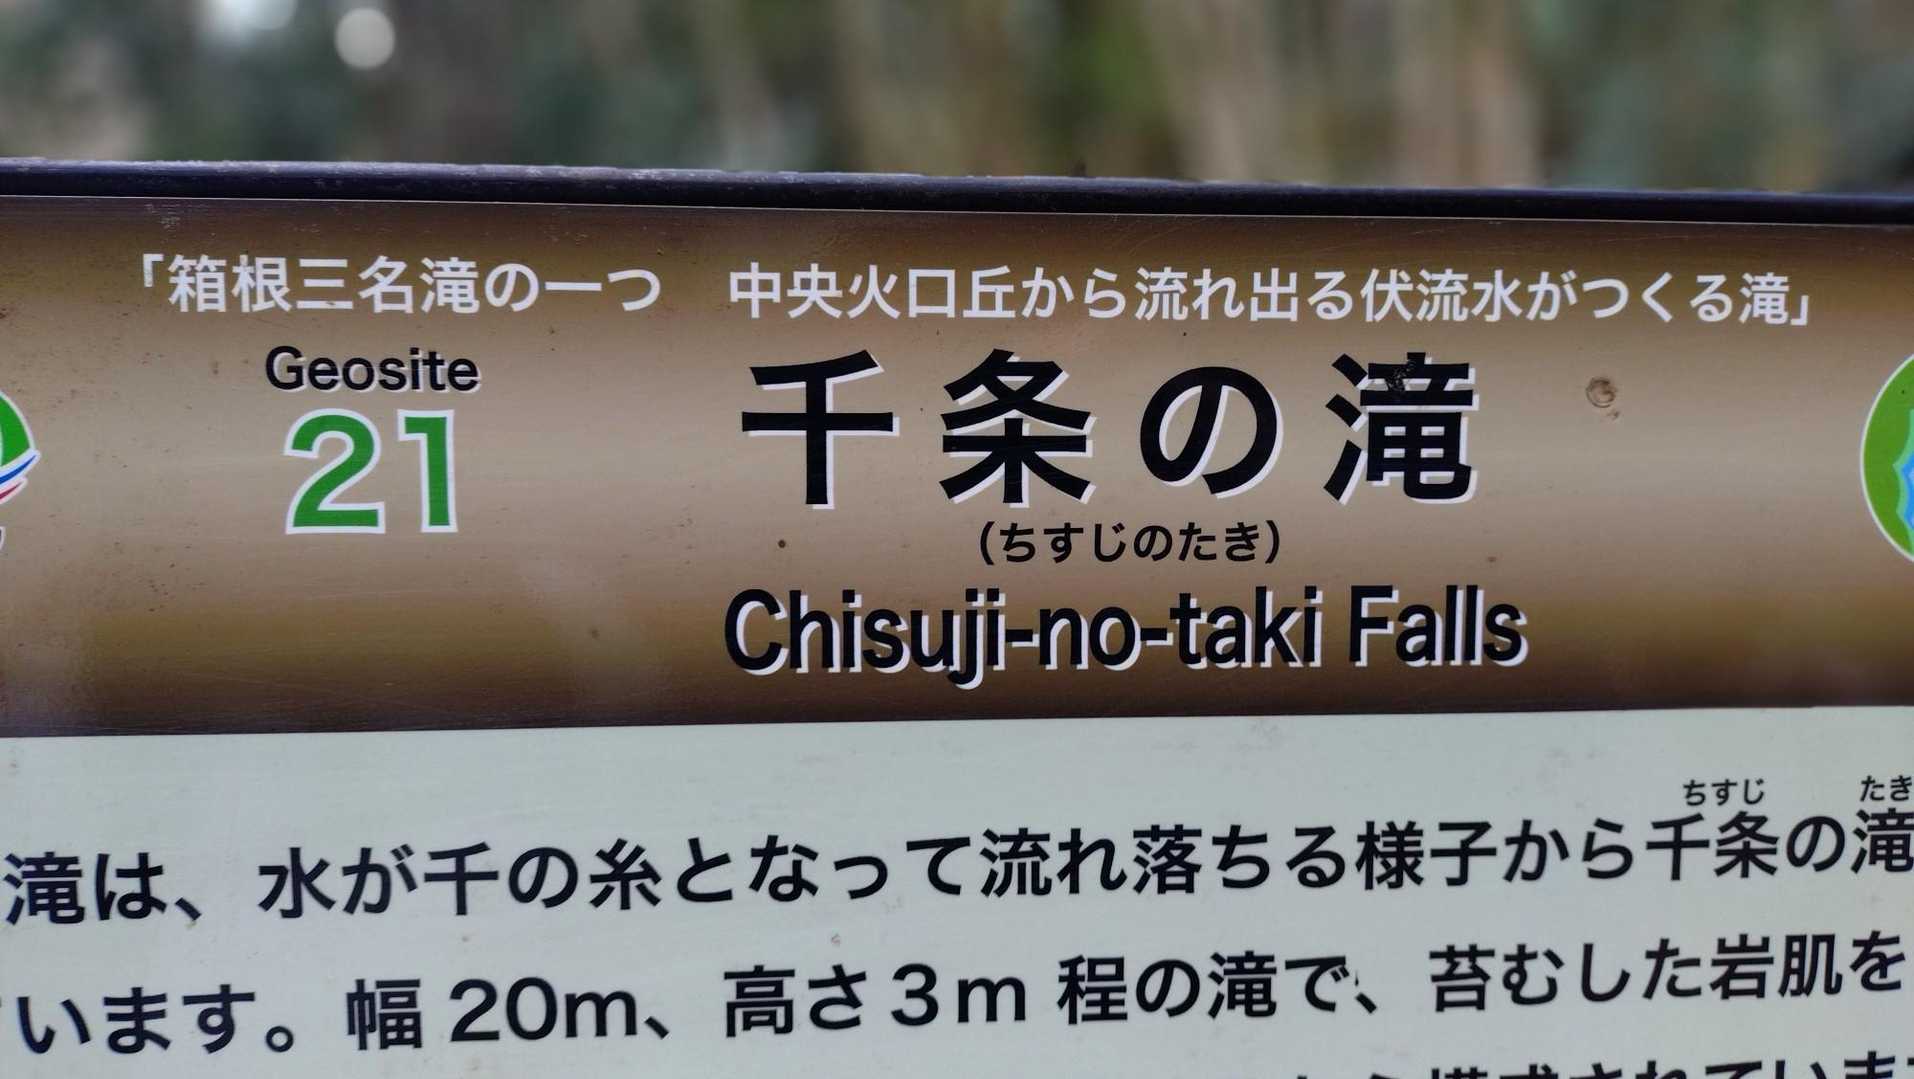 「箱根三名滝の一つ　中央火口丘から流れ出る伏流水がつくる滝」
Geosite
21
千条の滝
（ちすじのたき）
Chisuji-no-taki Falls
ちすじ たき
滝は、水が千の糸となって流れ落ちる様子から千条の滝
います。幅 20m、高さ3m 程の滝で、苔むした岩肌を